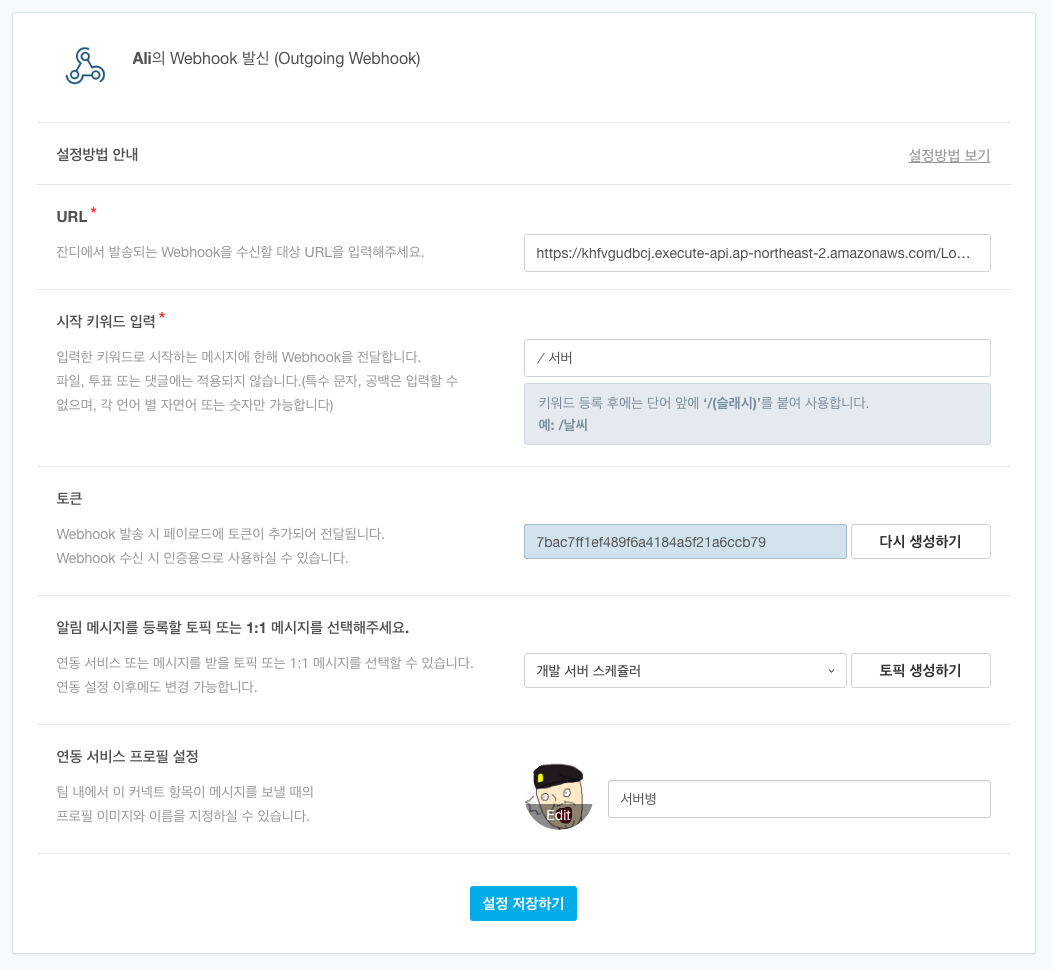 Ali의 Webhook 발신 (Outgoing Webhook)
설정방법 안내
설정방법 보기
URL *
잔디에서 발송되는 Webhook을 수신할 대상 URL을 입력해주세요.
https://khfvgudbcj.execute-api.ap-northeast-2.amazonaws.com/Lo…
시작 키워드 입력 *
입력한 키워드로 시작하는 메시지에 한해 Webhook을 전달합니다.
파일, 투표 또는 댓글에는 적용되지 않습니다.(특수 문자, 공백은 입력할 수
없으며, 각 언어 별 자연어 또는 숫자만 가능합니다)
/ 서버
키워드 등록 후에는 단어 앞에 ‘/(슬래시)’를 붙여 사용합니다.
예: /날씨
토큰
Webhook 발송 시 페이로드에 토큰이 추가되어 전달됩니다.
Webhook 수신 시 인증용으로 사용하실 수 있습니다.
7bac7ff1ef489f6a4184a5f21a6ccb79
다시 생성하기
알림 메시지를 등록할 토픽 또는 1:1 메시지를 선택해주세요.
연동 서비스 또는 메시지를 받을 토픽 또는 1:1 메시지를 선택할 수 있습니다.
연동 설정 이후에도 변경 가능합니다.
개발 서버 스케쥴러
토픽 생성하기
연동 서비스 프로필 설정
팀 내에서 이 커넥트 항목이 메시지를 보낼 때의
프로필 이미지와 이름을 지정하실 수 있습니다.
Edit
서버병
설정 저장하기